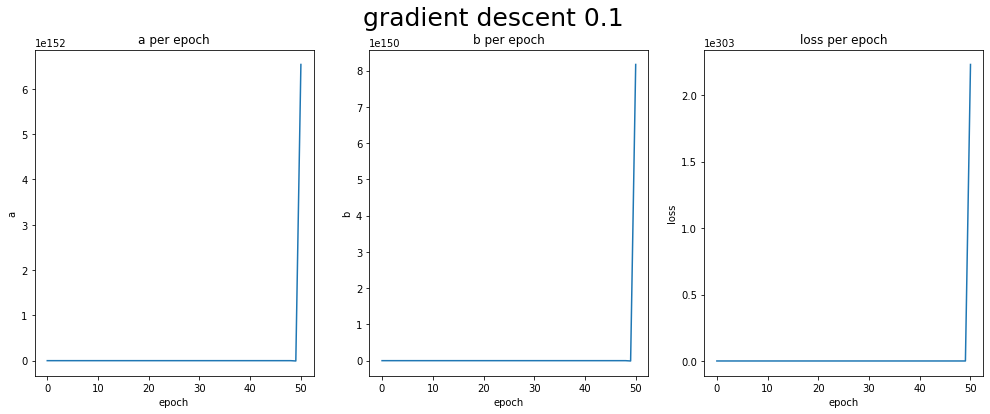 gradient descent 0.1
a per epoch
1e152
6
5
4
3
2
1
0
a
0 10 20 30 40 50
epoch
b per epoch
1e150
8
7
6
5
4
3
2
1
0
b
0 10 20 30 40 50
epoch
loss per epoch
1e303
2.0
1.5
1.0
0.5
0.0
loss
0 10 20 30 40 50
epoch